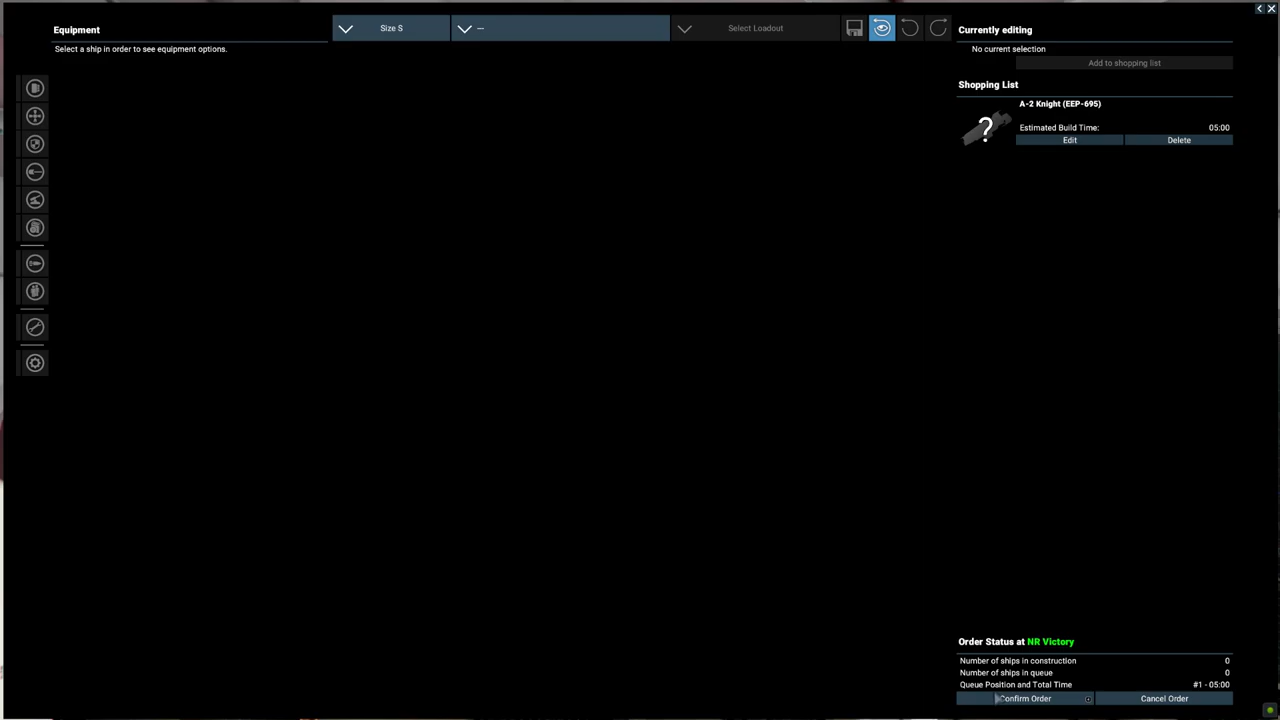 Equipment
Select a ship in order to see equipment options.
Size S
—
Select Loadout
Currently editing
No current selection
Add to shopping list
Shopping List
A-2 Knight (EEP-695)
?
Estimated Build Time: 05:00
Edit Delete
Order Status at NR Victory
Number of ships in construction 0
Number of ships in queue 0
Queue Position and Total Time #1 - 05:00
Confirm Order Cancel Order